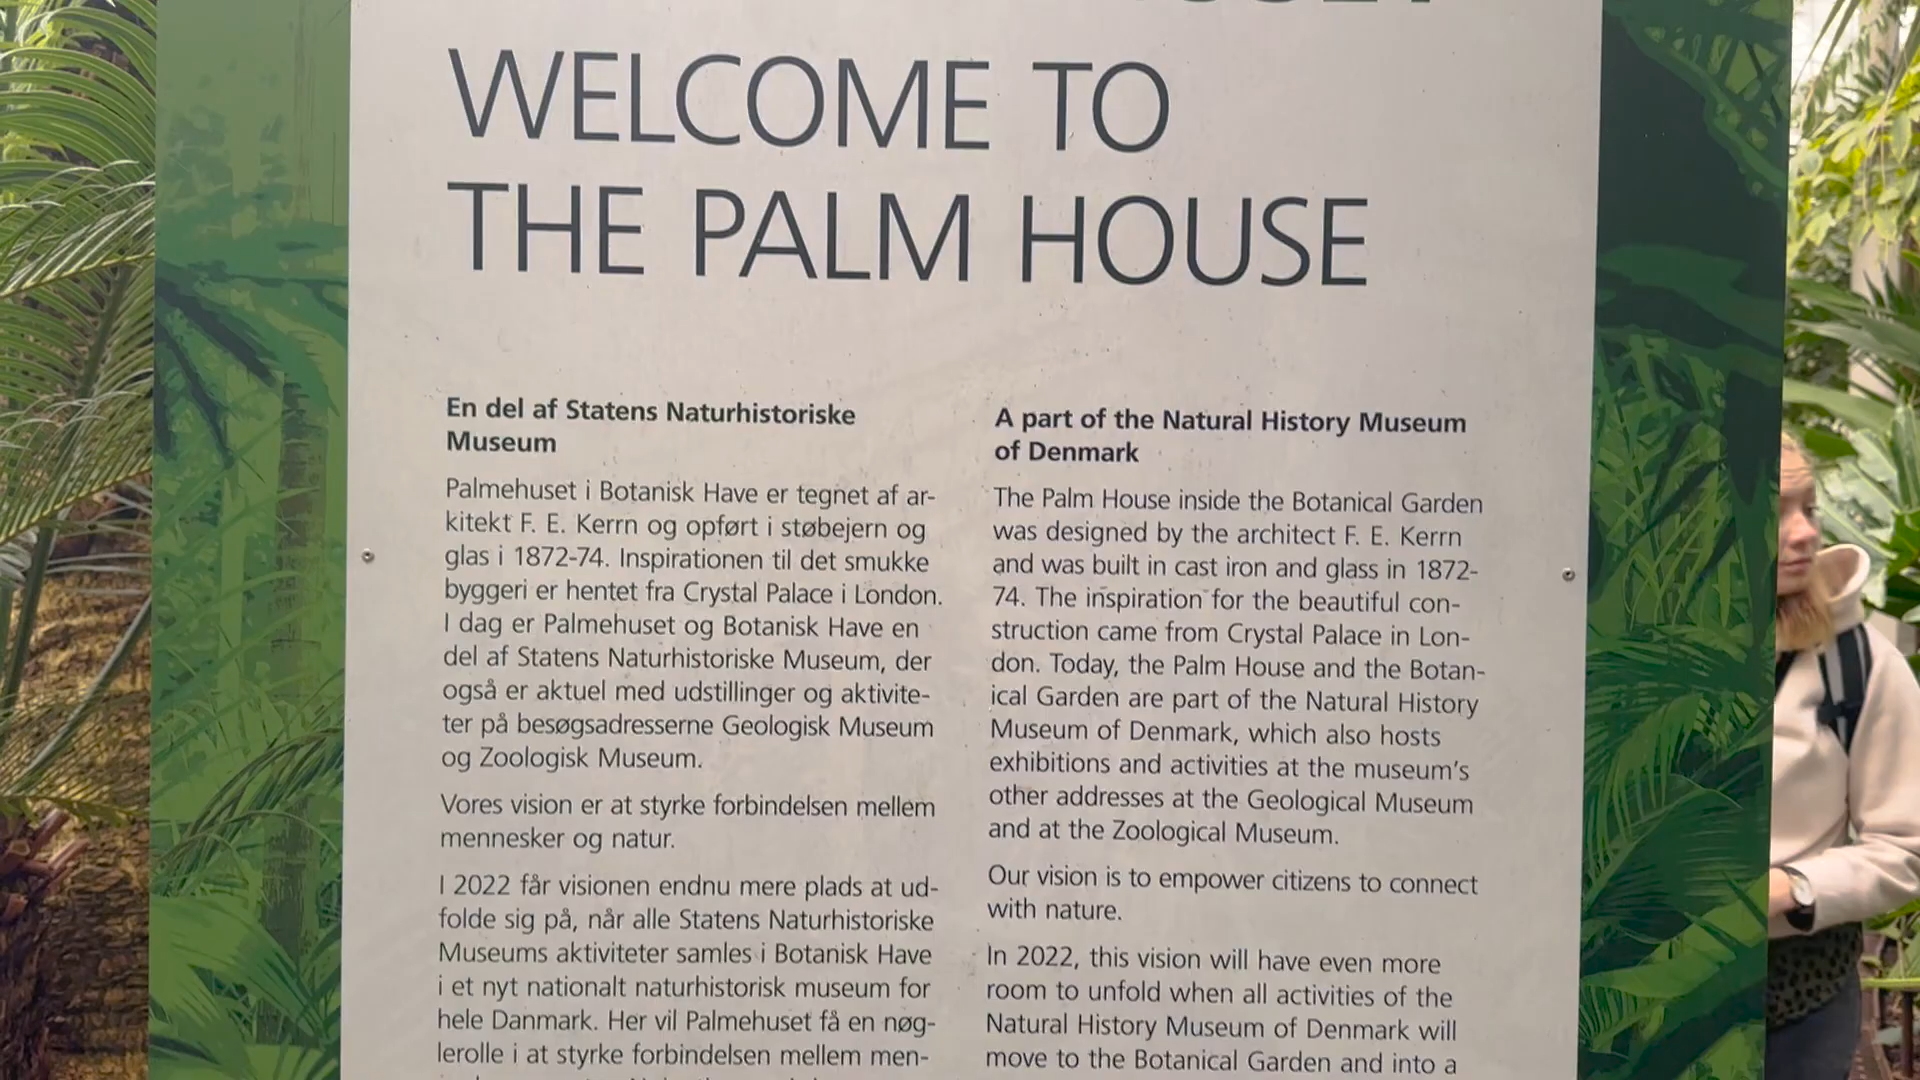 WELCOME TO
THE PALM HOUSE
En del af Statens Naturhistoriske
Museum
Palmehuset i Botanisk Have er tegnet af ar-
kitekt F. E. Kerrn og opført i støbejern og
glas i 1872-74. Inspirationen til det smukke
byggeri er hentet fra Crystal Palace i London.
I dag er Palmehuset og Botanisk Have en
del af Statens Naturhistoriske Museum, der
også er aktuel med udstillinger og aktivite-
ter på besøgsadresserne Geologisk Museum
og Zoologisk Museum.
Vores vision er at styrke forbindelsen mellem
mennesker og natur.
I 2022 får visionen endnu mere plads at ud-
folde sig på, når alle Statens Naturhistoriske
Museums aktiviteter samles i Botanisk Have
i et nyt nationalt naturhistorisk museum for
hele Danmark. Her vil Palmehuset få en nøg-
lerolle i at styrke forbindelsen mellem men-
A part of the Natural History Museum
of Denmark
The Palm House inside the Botanical Garden
was designed by the architect F. E. Kerrn
and was built in cast iron and glass in 1872-
74. The inspiration for the beautiful con-
struction came from Crystal Palace in Lon-
don. Today, the Palm House and the Botan-
ical Garden are part of the Natural History
Museum of Denmark, which also hosts
exhibitions and activities at the museum's
other addresses at the Geological Museum
and at the Zoological Museum.
Our vision is to empower citizens to connect
with nature.
In 2022, this vision will have even more
room to unfold when all activities of the
Natural History Museum of Denmark will
move to the Botanical Garden and into a